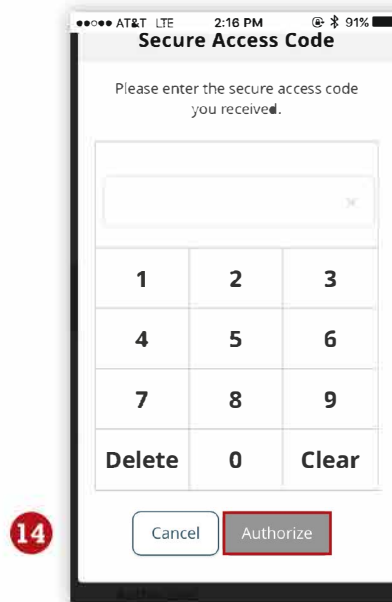 AT&T LTE 2:16 PM 91%
Secure Access Code
Please enter the secure access code
you received.
1 2 3
4 5 6
7 8 9
Delete 0 Clear
14 Cancel Authorize